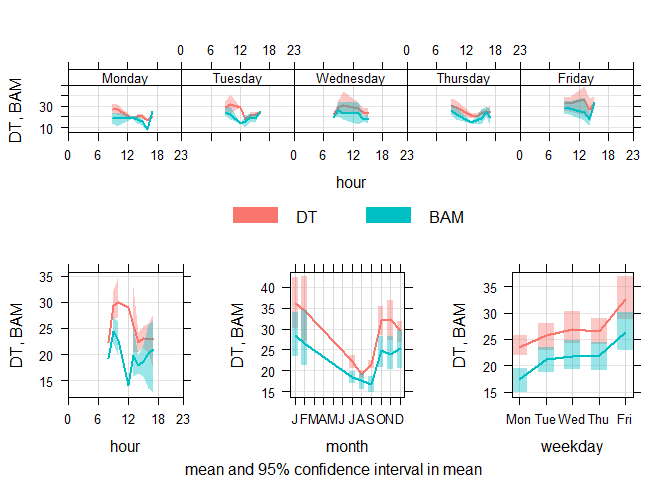 0 6 12 18 23 0 6 12 18 23
Monday Tuesday Wednesday Thursday Friday
DT, BAM
30
10
0 6 12 18 23 0 6 12 18 23 0 6 12 18 23
hour
DT BAM
DT, BAM
35
30
25
20
15
0 6 12 18 23
hour
DT, BAM
40
35
30
25
20
15
J FMAMJ J A S OND
month
DT, BAM
35
30
25
20
15
Mon Tue Wed Thu Fri
weekday
mean and 95% confidence interval in mean